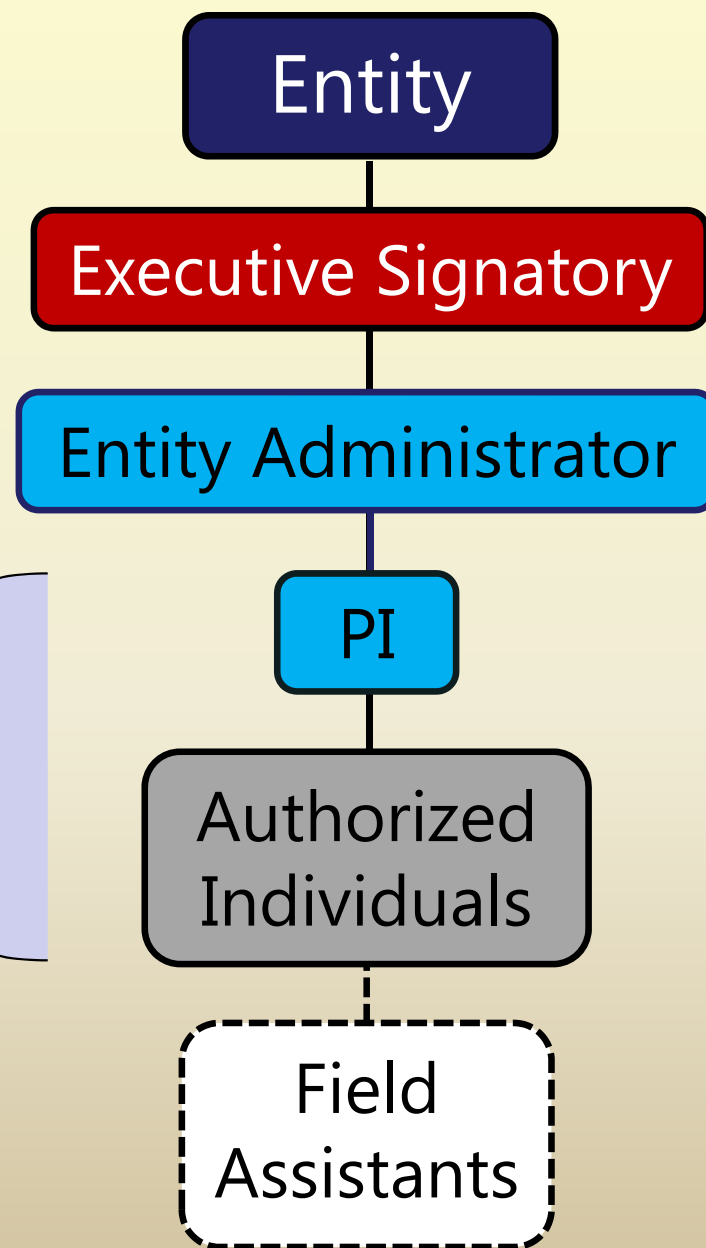 Entity
Executive Signatory
Entity Administrator
PI
Authorized
Individuals
Field
Assistants